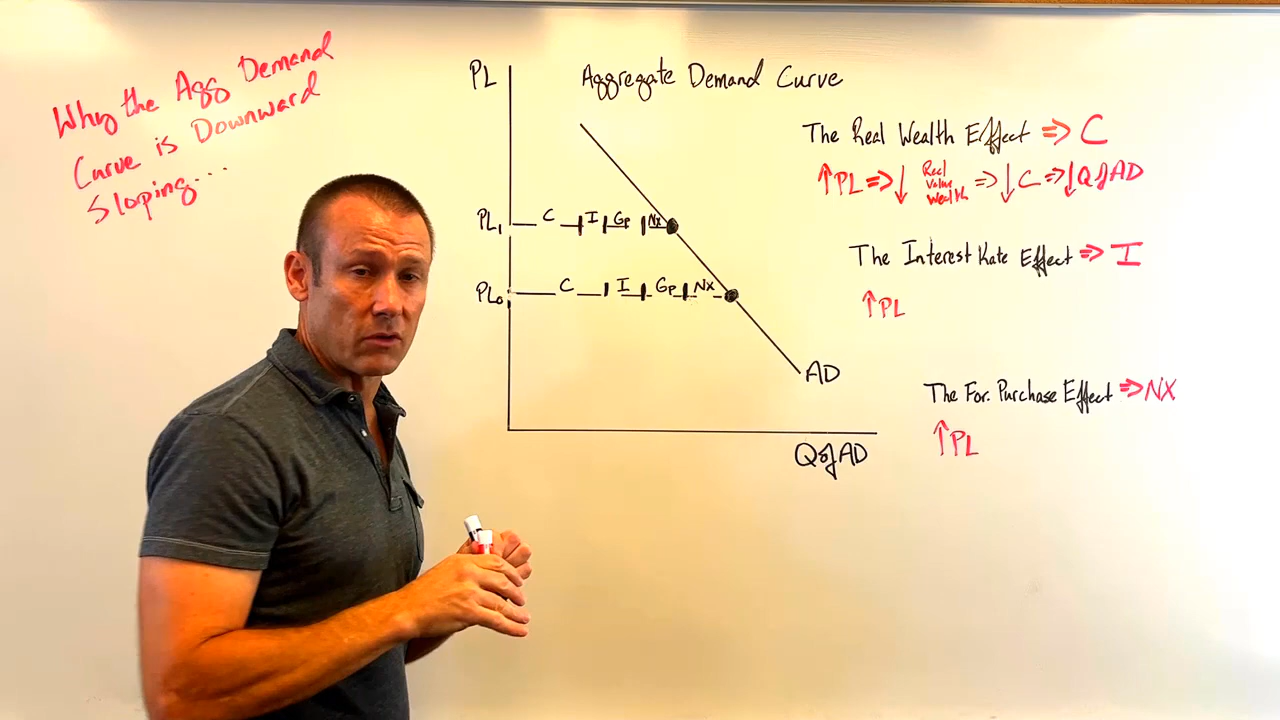 Why the Agg Demand
Curve is Downward
Sloping...
PL
Aggregate Demand Curve
PL₁ C I Gp Nx
PL₀ C I Gp Nx
AD
Q of AD
The Real Wealth Effect ⇒ C
↑PL ⇒ ↓ Real Value Wealth ⇒ ↓ C ⇒ ↓ Q of AD
The Interest Rate Effect ⇒ I
↑PL
The For. Purchase Effect ⇒ NX
↑PL